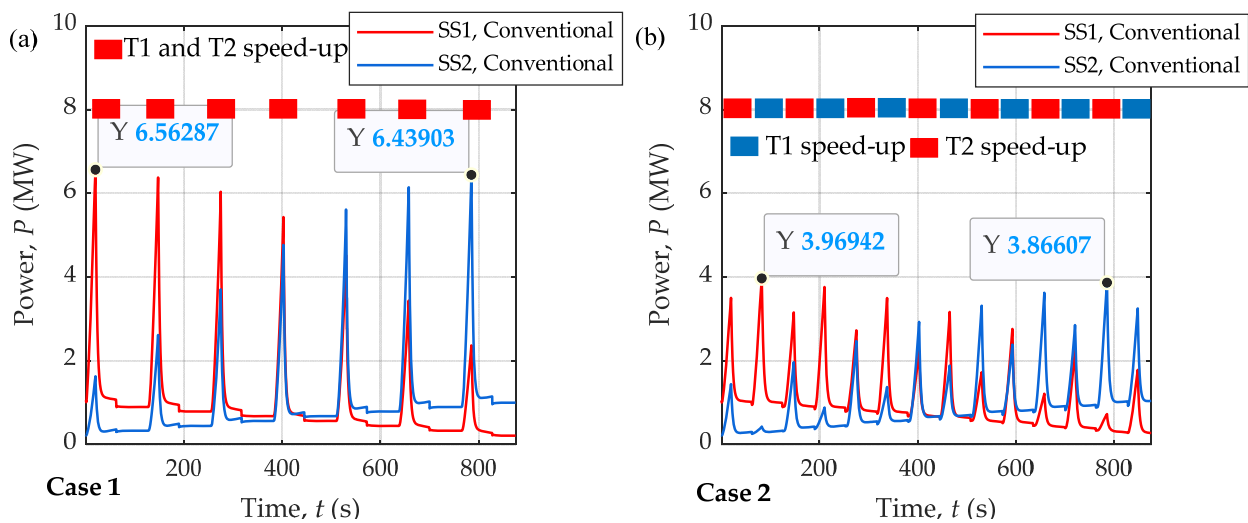 (a)
10
8
6
4
2
0
Power, P (MW)
SS1, Conventional
SS2, Conventional
T1 and T2 speed-up
Y 6.56287
Y 6.43903
200
400
600
800
Time, t (s)
Case 1
(b)
10
8
6
4
2
0
Power, P (MW)
SS1, Conventional
SS2, Conventional
T1 speed-up
T2 speed-up
Y 3.96942
Y 3.86607
200
400
600
800
Time, t (s)
Case 2